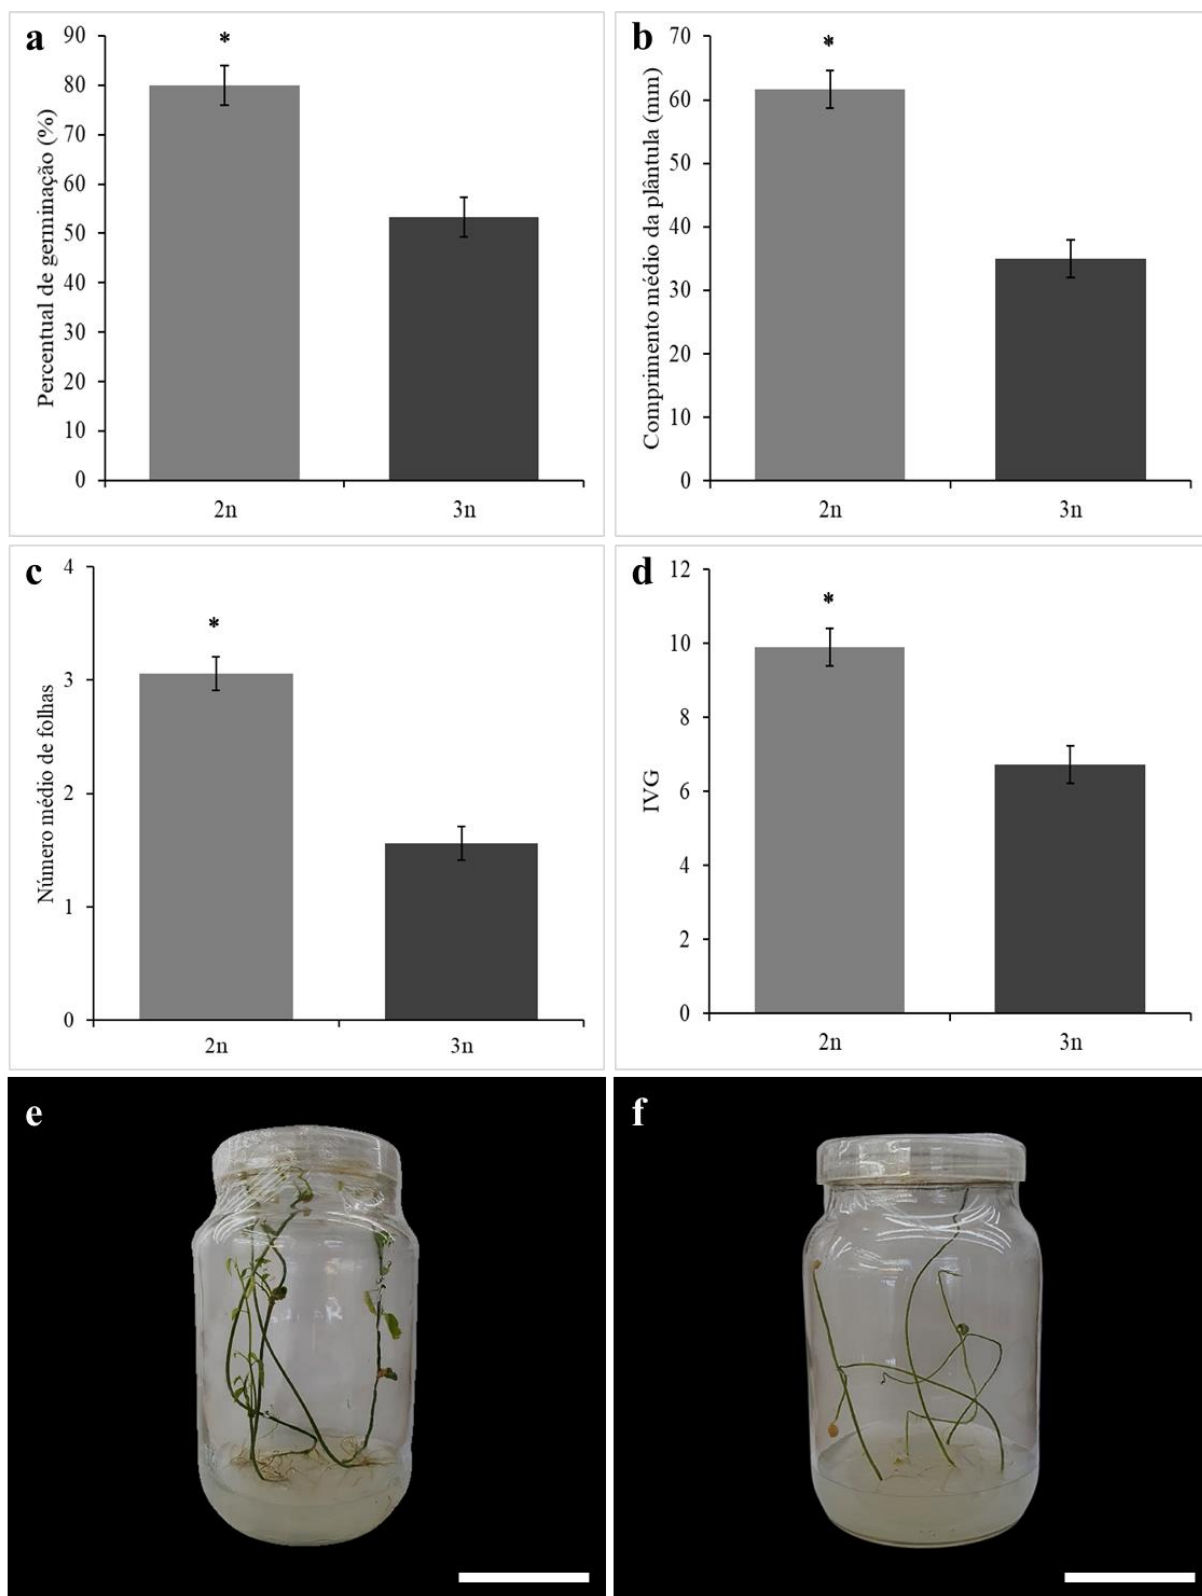 a
Percentual de germinação (%)
90
80
70
60
50
40
30
20
10
0
*
2n
3n
b
Comprimento médio da plântula (mm)
70
60
50
40
30
20
10
0
*
2n
3n
c
Número médio de folhas
4
3
2
1
0
*
2n
3n
d
IVG
12
10
8
6
4
2
0
*
2n
3n
e
f